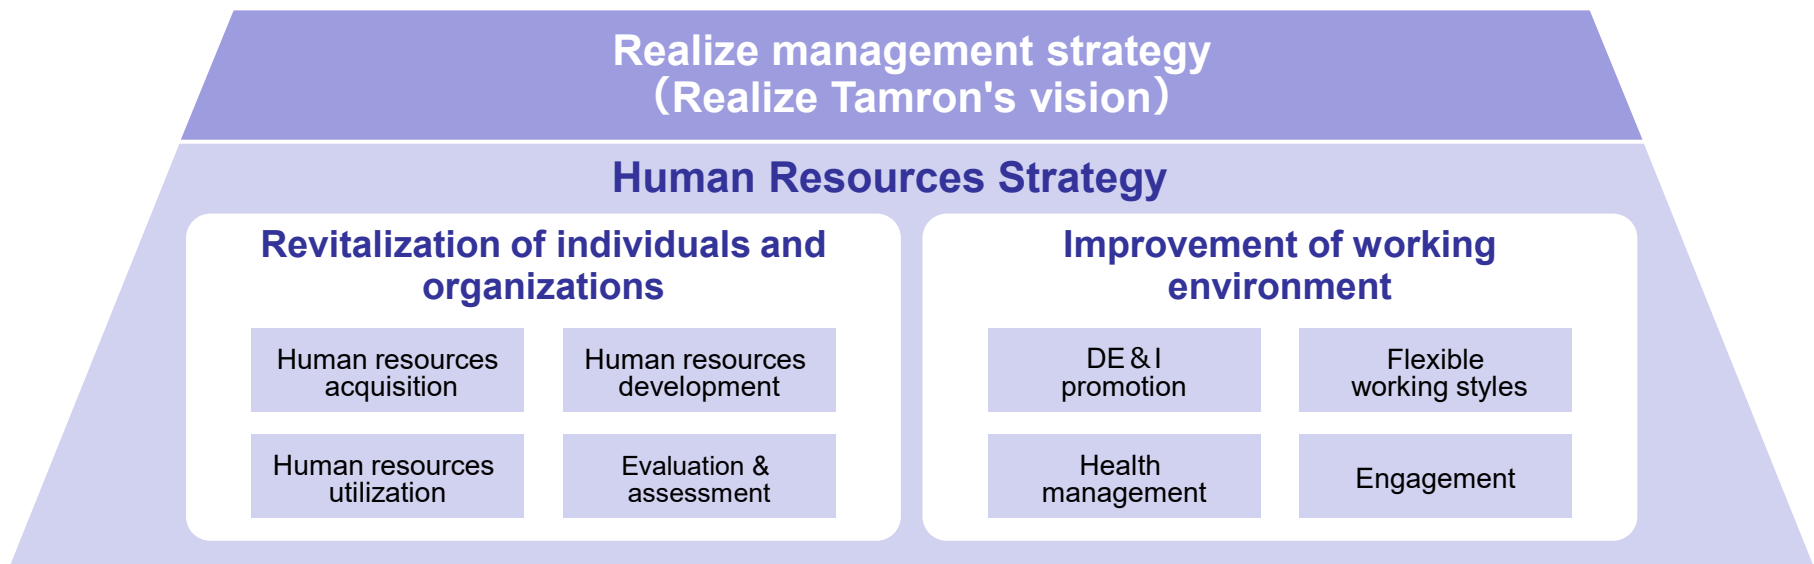 Realize management strategy
（Realize Tamron's vision）
Human Resources Strategy
Revitalization of individuals and
organizations
Human resources
acquisition
Human resources
development
Human resources
utilization
Evaluation &
assessment
Improvement of working
environment
DE＆I
promotion
Flexible
working styles
Health
management
Engagement